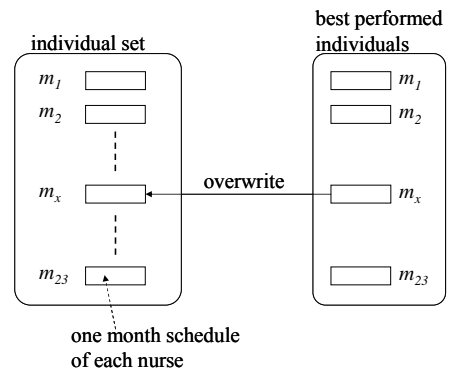 individual set
best performed
individuals
m1
m2
mx
m23
overwrite
m1
m2
mx
m23
one month schedule
of each nurse